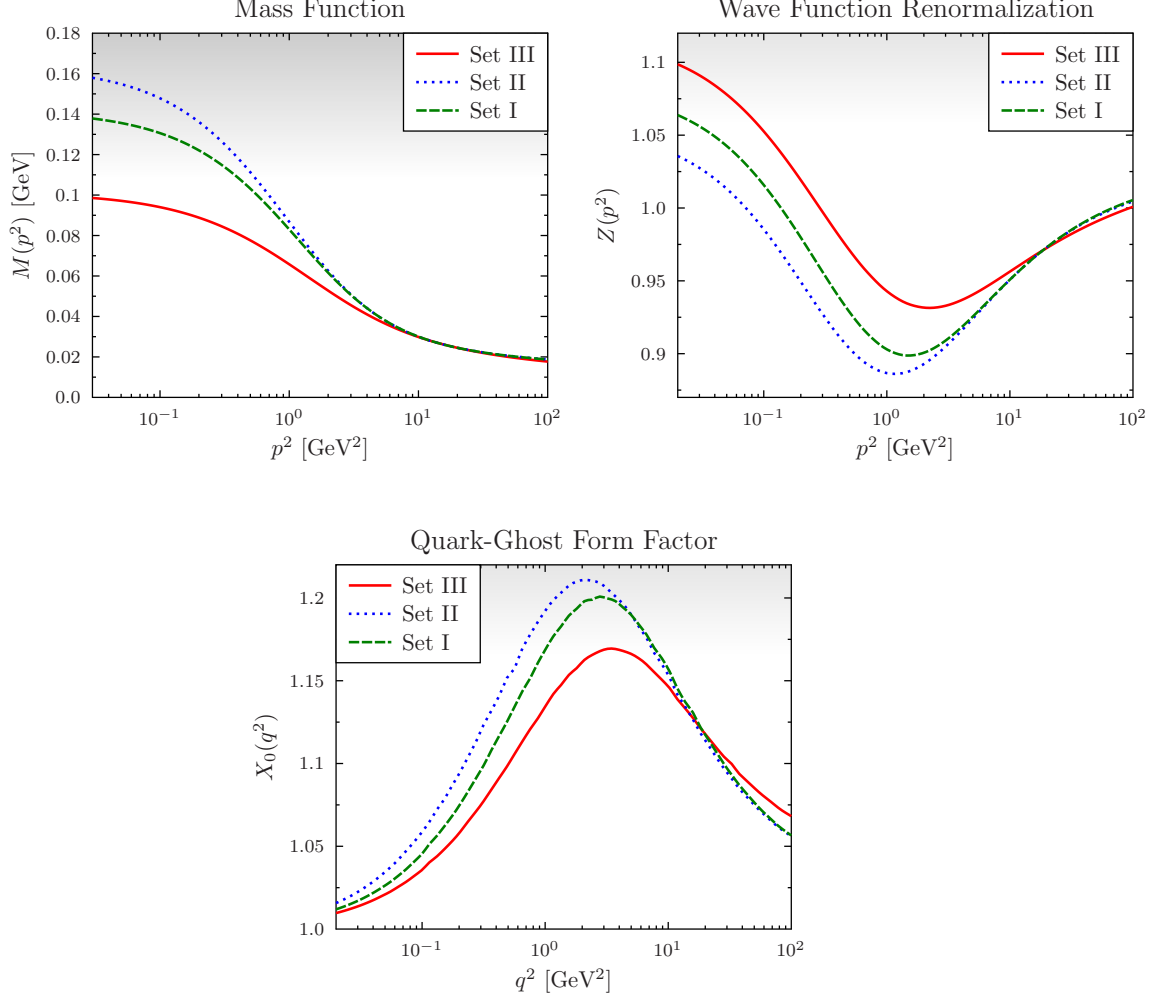 Mass Function
Wave Function Renormalization
0.18
0.16
0.14
0.12
0.1
0.08
0.06
0.04
0.02
0.0
M(p²) [GeV]
Set III
Set II
Set I
10⁻¹
10⁰
10¹
10²
p² [GeV²]
1.1
1.05
1.0
0.95
0.9
Z(p²)
Set III
Set II
Set I
10⁻¹
10⁰
10¹
10²
p² [GeV²]
Quark-Ghost Form Factor
Set III
Set II
Set I
1.2
1.15
1.1
1.05
1.0
X₀(q²)
10⁻¹
10⁰
10¹
10²
q² [GeV²]